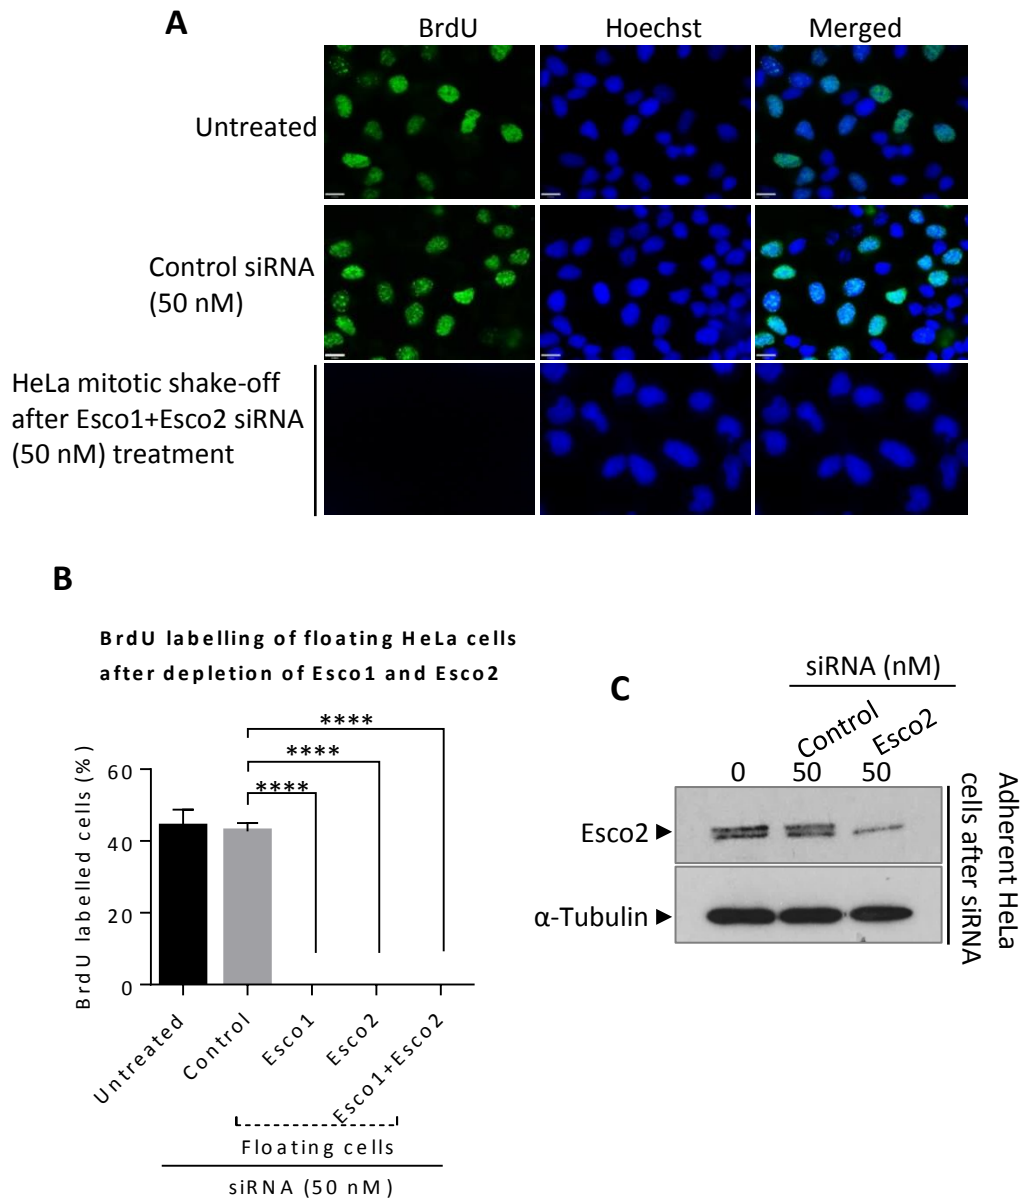 A
BrdU
Hoechst
Merged
Untreated
Control siRNA
(50 nM)
HeLa mitotic shake-off
after Esco1+Esco2 siRNA
(50 nM) treatment
B
BrdU labelling of floating HeLa cells
after depletion of Esco1 and Esco2
BrdU labelled cells (%)
60
40
20
0
****
****
****
Untreated
Control
Esco1
Esco2
Esco1+Esco2
Floating cells
siRNA (50 nM)
C
siRNA (nM)
Control
Esco2
0
50
50
Esco2
α-Tubulin
Adherent HeLa
cells after siRNA